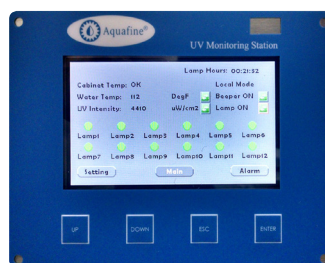 Aquafine®
UV Monitoring Station
Lamp Hours: 00:21:32
Cabinet Temp: OK Local Mode
Water Temp: 112 DegF Beeper ON
UV Intensity: 4410 uW/cm2 Lamp ON
Lamp1 Lamp2 Lamp3 Lamp4 Lamp5 Lamp6
Lamp7 Lamp8 Lamp9 Lamp10 Lamp11 Lamp12
Setting Main Alarm
UP DOWN ESC ENTER